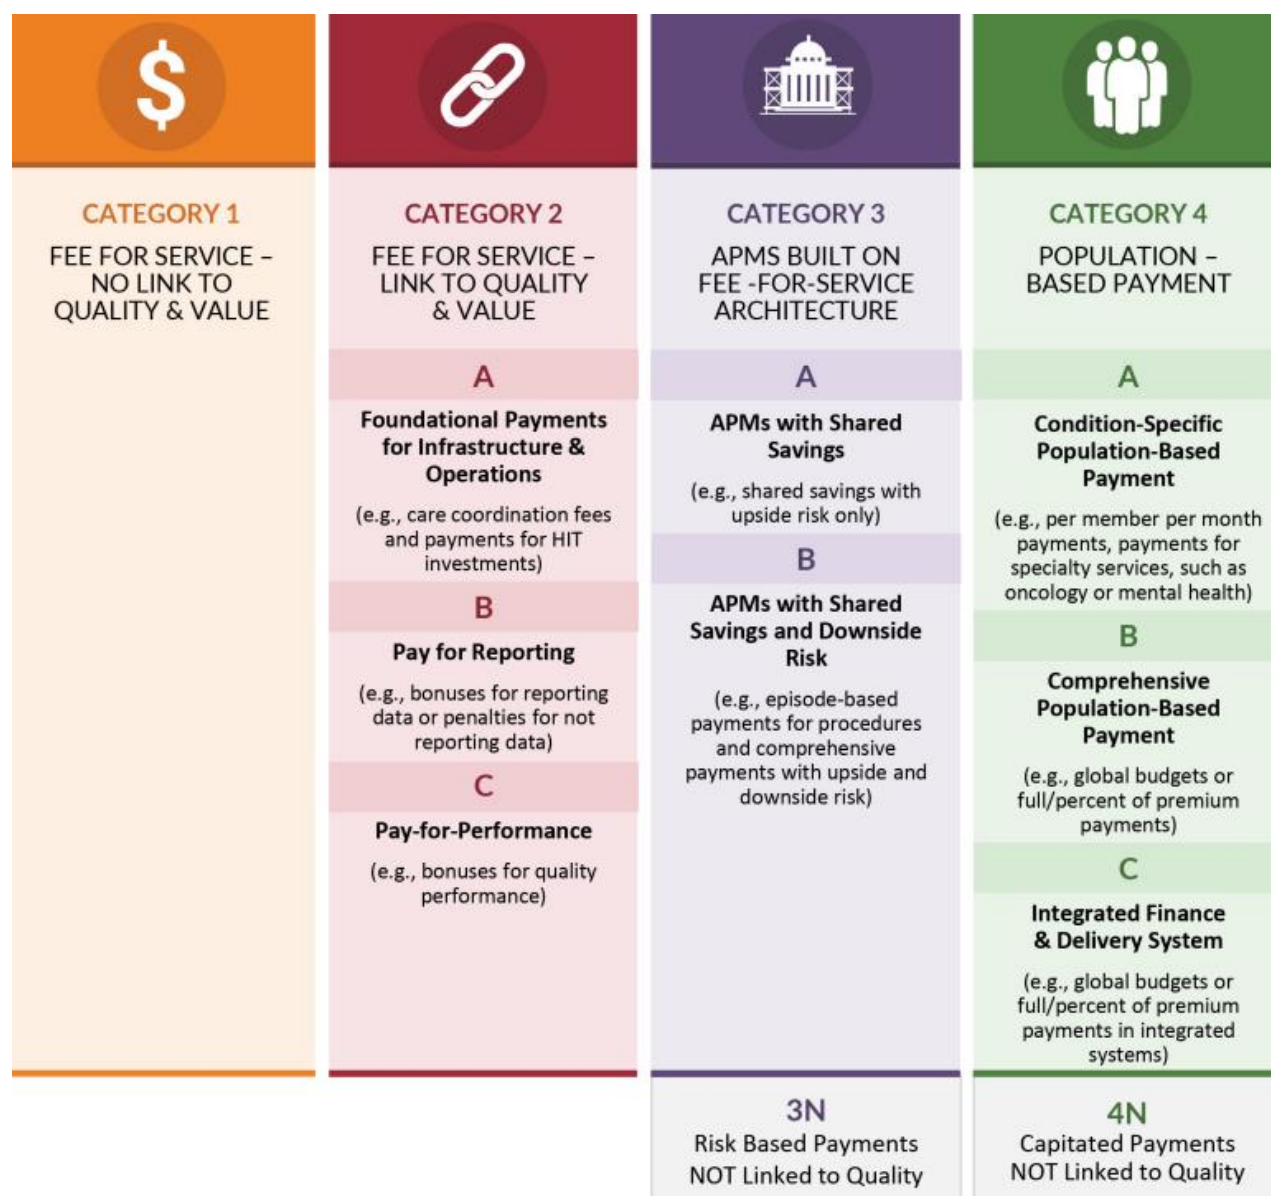 $
CATEGORY 1
FEE FOR SERVICE –
NO LINK TO
QUALITY & VALUE
CATEGORY 2
FEE FOR SERVICE –
LINK TO QUALITY
& VALUE
A
Foundational Payments
for Infrastructure &
Operations
(e.g., care coordination fees
and payments for HIT
investments)
B
Pay for Reporting
(e.g., bonuses for reporting
data or penalties for not
reporting data)
C
Pay-for-Performance
(e.g., bonuses for quality
performance)
CATEGORY 3
APMS BUILT ON
FEE -FOR-SERVICE
ARCHITECTURE
A
APMs with Shared
Savings
(e.g., shared savings with
upside risk only)
B
APMs with Shared
Savings and Downside
Risk
(e.g., episode-based
payments for procedures
and comprehensive
payments with upside and
downside risk)
3N
Risk Based Payments
NOT Linked to Quality
CATEGORY 4
POPULATION –
BASED PAYMENT
A
Condition-Specific
Population-Based
Payment
(e.g., per member per month
payments, payments for
specialty services, such as
oncology or mental health)
B
Comprehensive
Population-Based
Payment
(e.g., global budgets or
full/percent of premium
payments)
C
Integrated Finance
& Delivery System
(e.g., global budgets or
full/percent of premium
payments in integrated
systems)
4N
Capitated Payments
NOT Linked to Quality